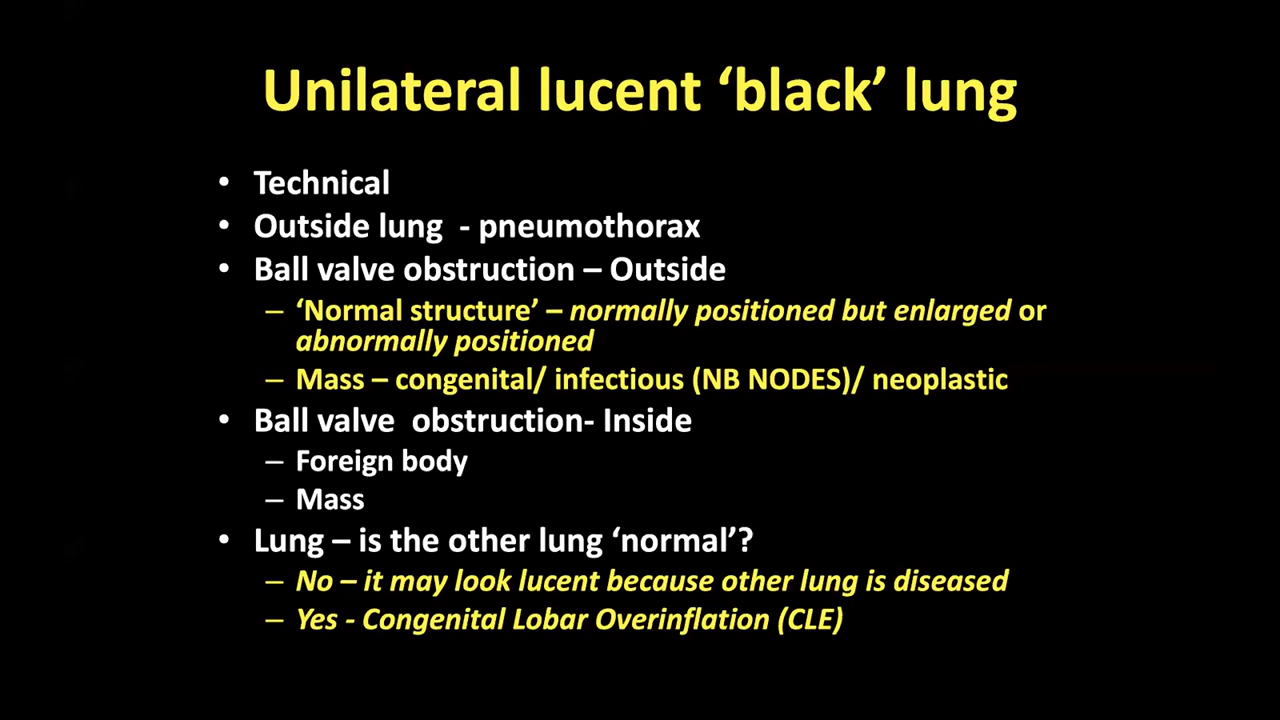 Unilateral lucent ‘black’ lung
• Technical
• Outside lung - pneumothorax
• Ball valve obstruction – Outside
– ‘Normal structure’ – normally positioned but enlarged or
abnormally positioned
– Mass – congenital/ infectious (NB NODES)/ neoplastic
• Ball valve obstruction- Inside
– Foreign body
– Mass
• Lung – is the other lung ‘normal’?
– No – it may look lucent because other lung is diseased
– Yes - Congenital Lobar Overinflation (CLE)